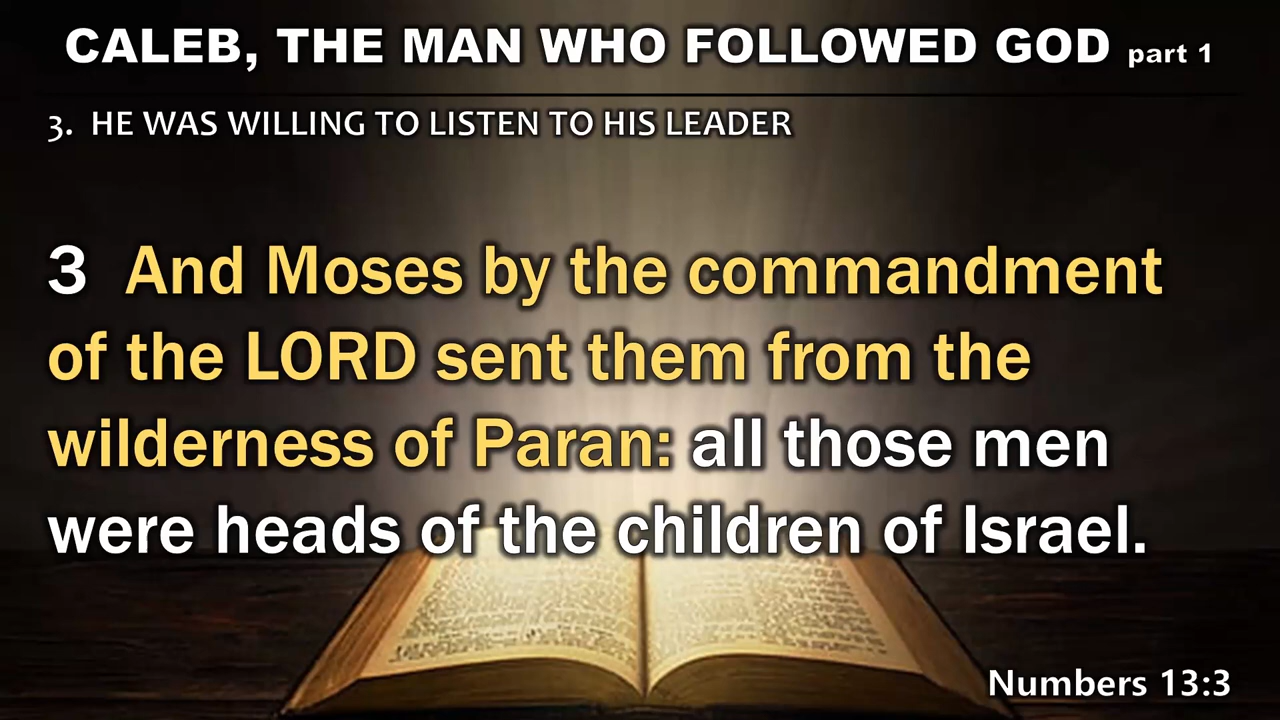 CALEB, THE MAN WHO FOLLOWED GOD part 1
3. HE WAS WILLING TO LISTEN TO HIS LEADER
3 And Moses by the commandment
of the LORD sent them from the
wilderness of Paran: all those men
were heads of the children of Israel.
Numbers 13:3